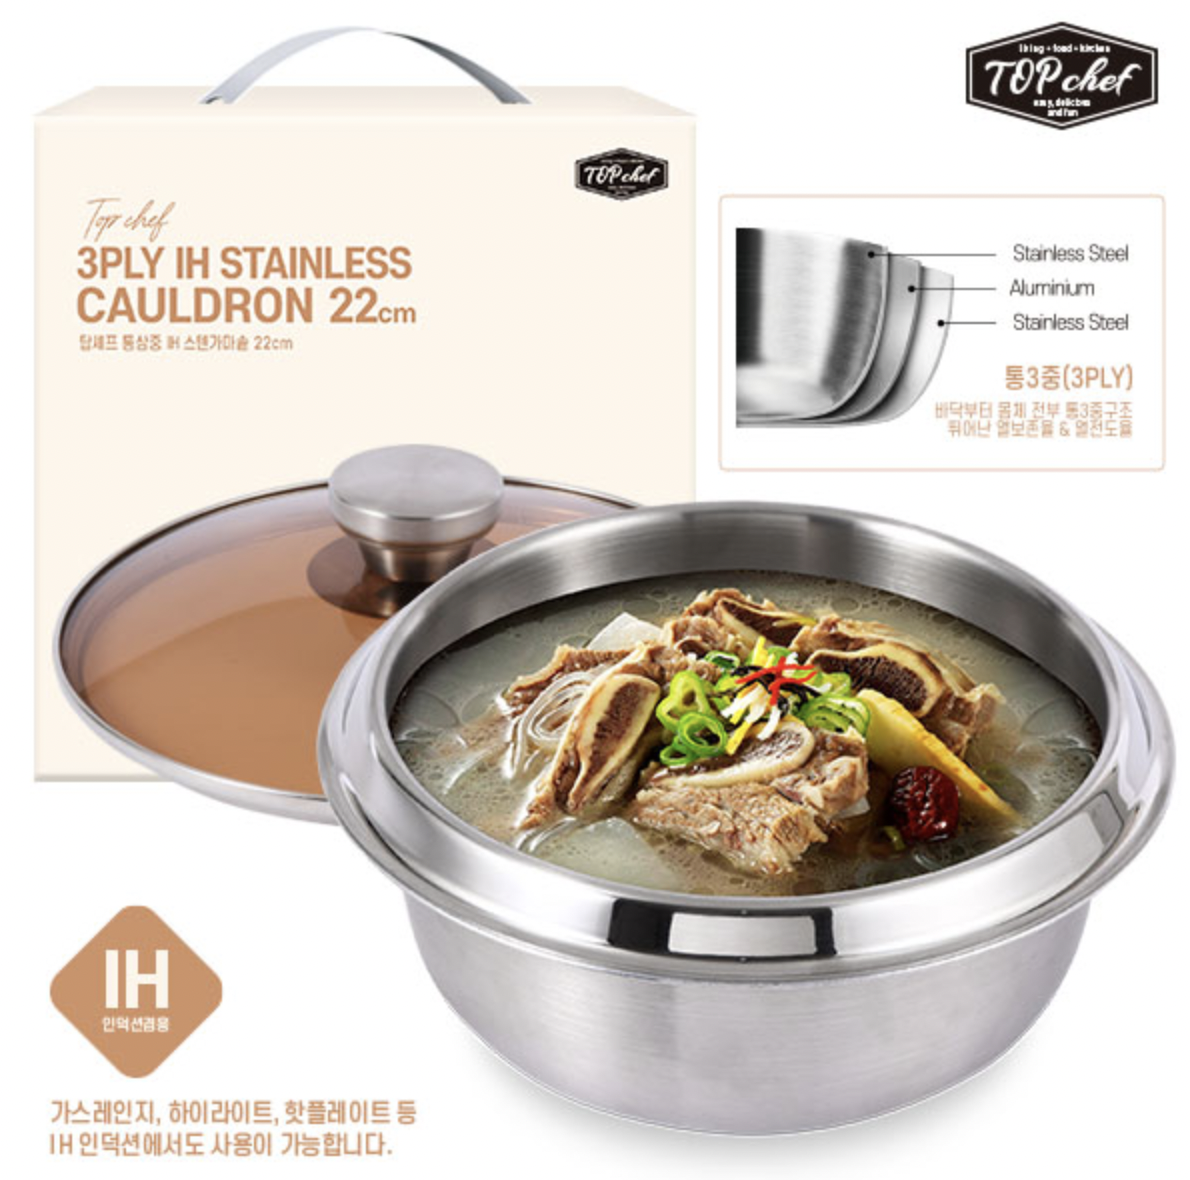 living • food • kitchen
TOP chef
easy, delicious
and fun
TOP chef
Top chef
3PLY IH STAINLESS
CAULDRON 22cm
탑셰프 통삼중 IH 스텐가마솥 22cm
Stainless Steel
Aluminium
Stainless Steel
통3중(3PLY)
바닥부터 몸체 전부 통3중구조
뛰어난 열보존율 & 열전도율
IH
인덕션겸용
가스레인지, 하이라이트, 핫플레이트 등
IH 인덕션에서도 사용이 가능합니다.